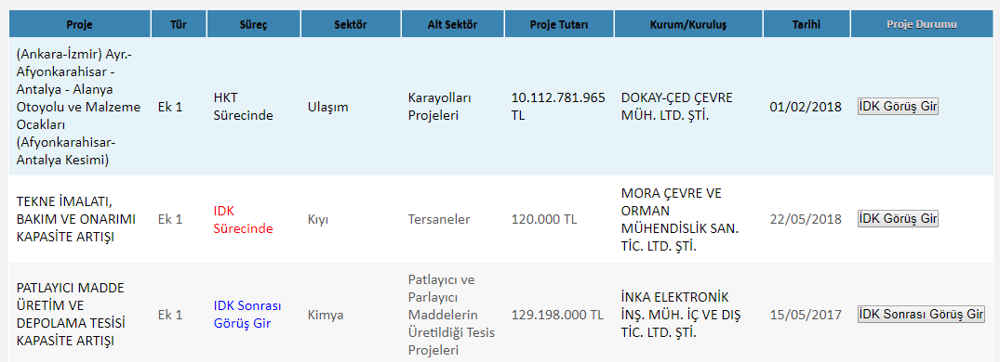 Proje Tür Süreç Sektör Alt Sektör Proje Tutarı Kurum/Kuruluş Tarihi Proje Durumu
(Ankara-İzmir) Ayr.-
Afyonkarahisar -
Antalya - Alanya
Otoyolu ve Malzeme
Ocakları
(Afyonkarahisar-
Antalya Kesimi)
Ek 1
HKT
Sürecinde
Ulaşım
Karayolları
Projeleri
10.112.781.965
TL
DOKAY-ÇED ÇEVRE
MÜH. LTD. ŞTİ.
01/02/2018
İDK Görüş Gir
TEKNE İMALATI,
BAKIM VE ONARIMI
KAPASİTE ARTIŞI
Ek 1
IDK
Sürecinde
Kıyı
Tersaneler
120.000 TL
MORA ÇEVRE VE
ORMAN
MÜHENDİSLİK SAN.
TİC. LTD. ŞTİ.
22/05/2018
İDK Görüş Gir
PATLAYICI MADDE
ÜRETİM VE
DEPOLAMA TESİSİ
KAPASİTE ARTIŞI
Ek 1
IDK Sonrası
Görüş Gir
Kimya
Patlayıcı ve
Parlayıcı
Maddelerin
Üretildiği Tesis
Projeleri
129.198.000 TL
İNKA ELEKTRONİK
İNŞ. MÜH. İÇ VE DIŞ
TİC. LTD. ŞTİ.
15/05/2017
İDK Sonrası Görüş Gir